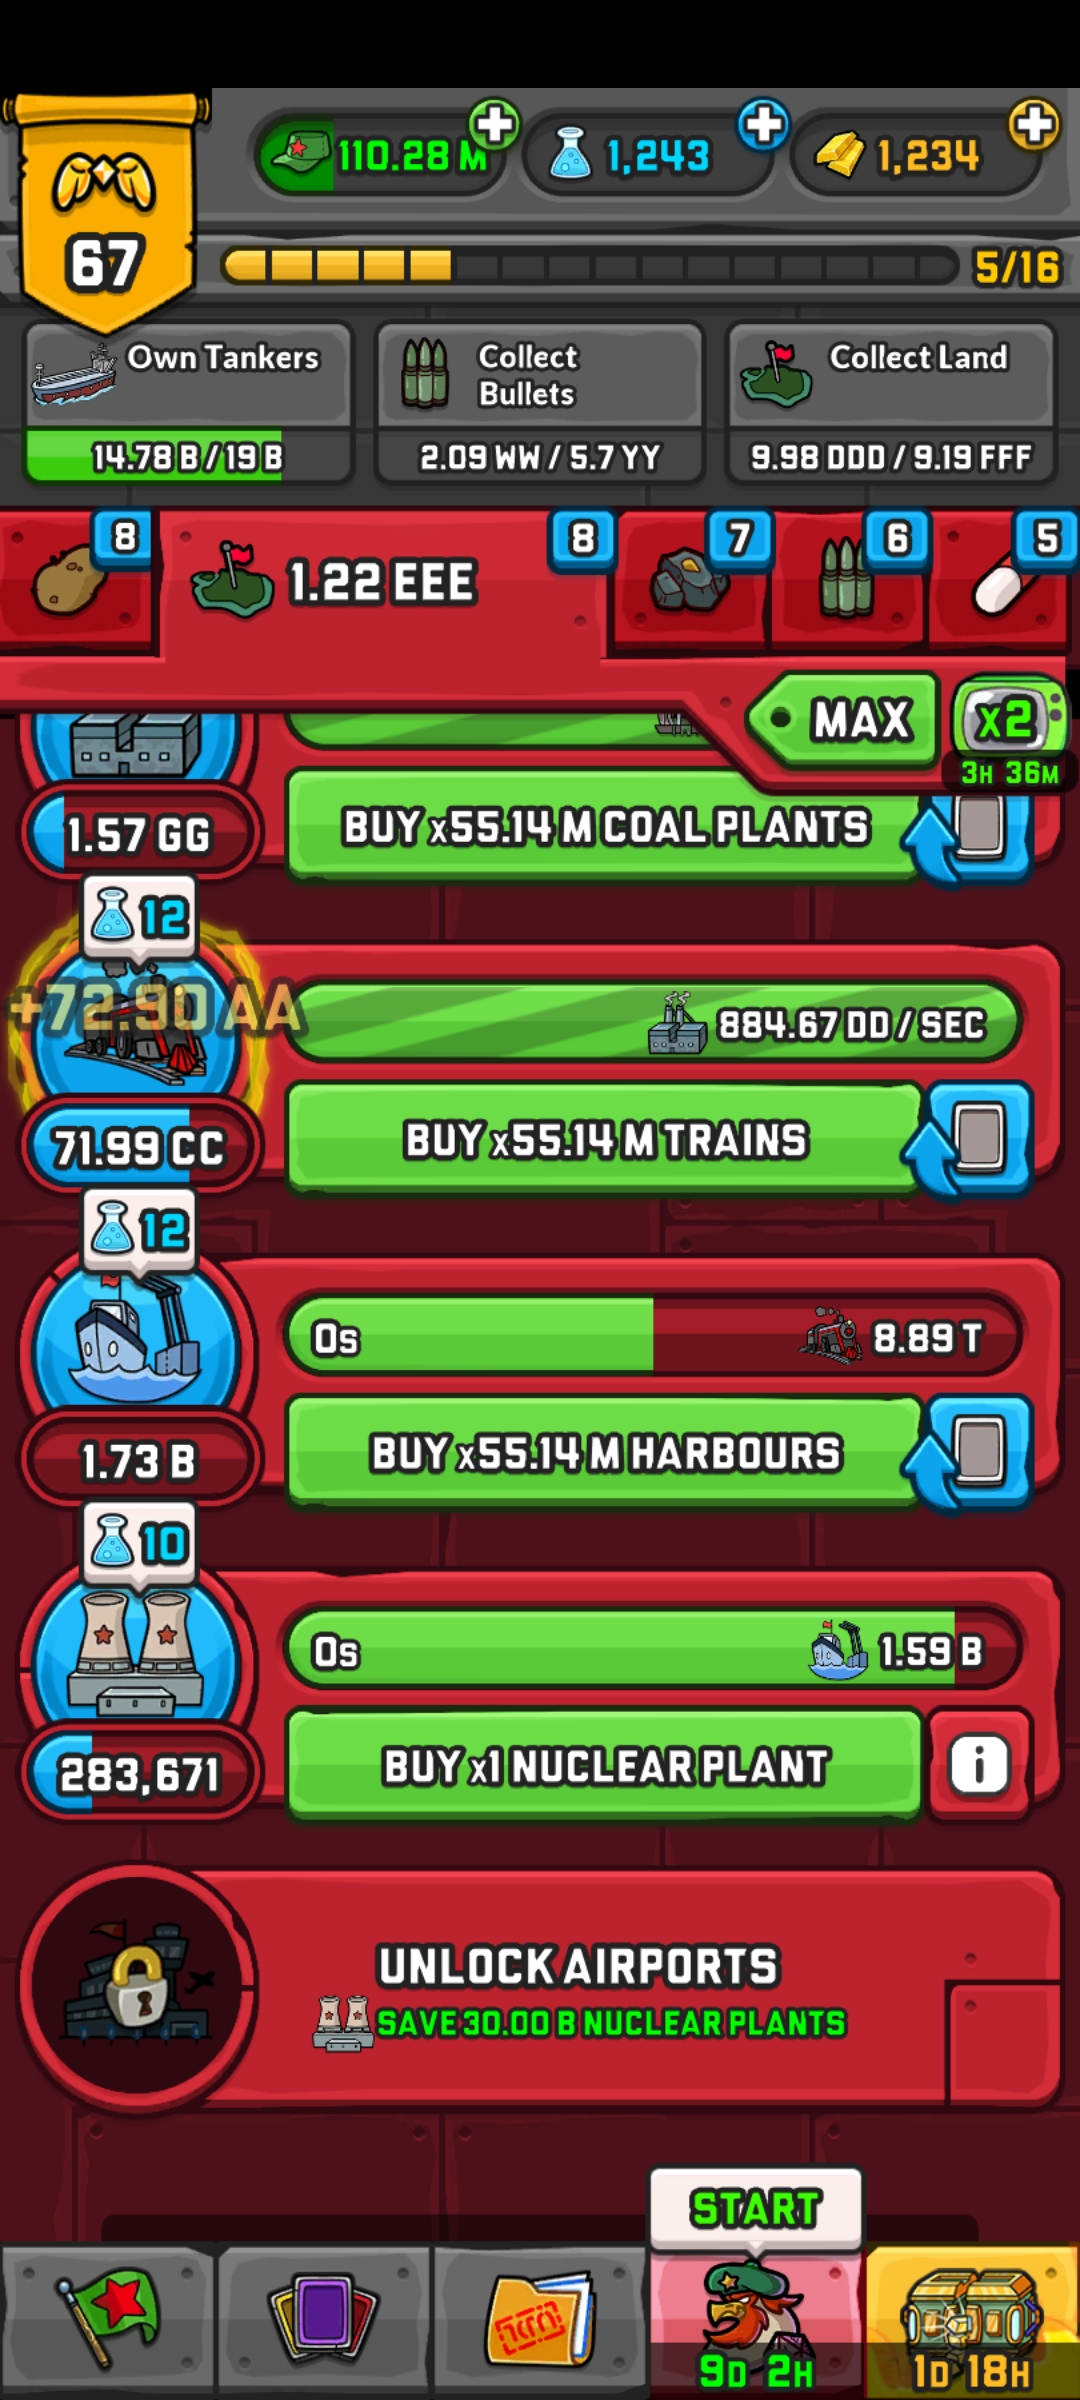 110.28 M
1,243
1,234
67
5/16
Own Tankers
14.78 B / 19 B
Collect
Bullets
2.09 WW / 5.7 YY
Collect Land
9.98 DDD / 9.19 FFF
8
1.22 EEE
8
7
6
5
MAX
x2
3H 36M
1.57 GG
BUY x55.14 M COAL PLANTS
12
+72.90 AA
884.67 DD / SEC
71.99 CC
BUY x55.14 M TRAINS
12
0s
8.89 T
1.73 B
BUY x55.14 M HARBOURS
10
0s
1.59 B
283,671
BUY x1 NUCLEAR PLANT
i
UNLOCK AIRPORTS
SAVE 30.00 B NUCLEAR PLANTS
START
9D 2H
1D 18H